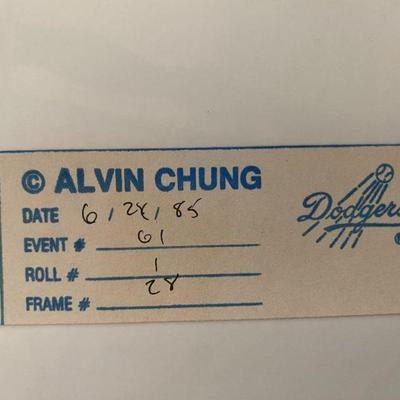 © ALVIN CHUNG
DATE 6/28/85
EVENT # 61
ROLL # 1
FRAME # 28
Dodgers
®